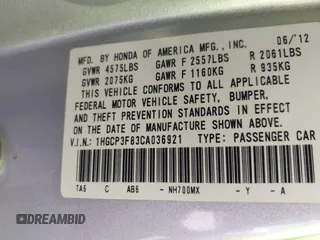 MFD. BY HONDA OF AMERICA MFG., INC. 06/'12
GVWR 4575LBS GAWR F 2557LBS R 2061LBS
GVWR 2075KG GAWR F 1160KG R 935KG
THIS VEHICLE CONFORMS TO ALL APPLICABLE
FEDERAL MOTOR VEHICLE SAFETY, BUMPER,
AND THEFT PREVENTION STANDARDS IN EFFECT
ON THE DATE OF MANUFACTURE SHOWN ABOVE.
V.I.N.: 1HGCP3F83CA036921 TYPE: PASSENGER CAR
TA6 C AB6 - NH700MX - Y - A
DREAMBID